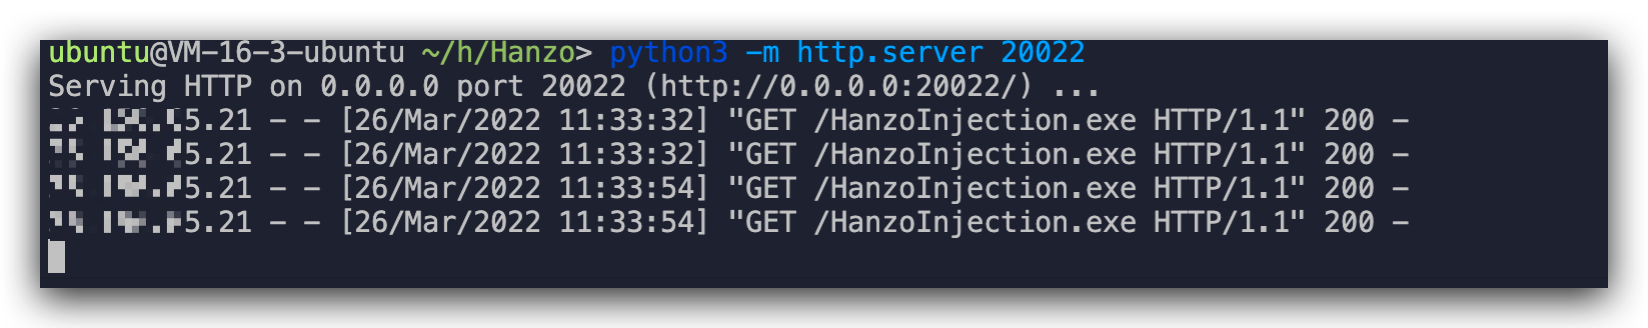 ubuntu@VM-16-3-ubuntu ~/h/Hanzo> python3 -m http.server 20022
Serving HTTP on 0.0.0.0 port 20022 (http://0.0.0.0:20022/) ...
5.21 - - [26/Mar/2022 11:33:32] "GET /HanzoInjection.exe HTTP/1.1" 200 -
5.21 - - [26/Mar/2022 11:33:32] "GET /HanzoInjection.exe HTTP/1.1" 200 -
5.21 - - [26/Mar/2022 11:33:54] "GET /HanzoInjection.exe HTTP/1.1" 200 -
5.21 - - [26/Mar/2022 11:33:54] "GET /HanzoInjection.exe HTTP/1.1" 200 -